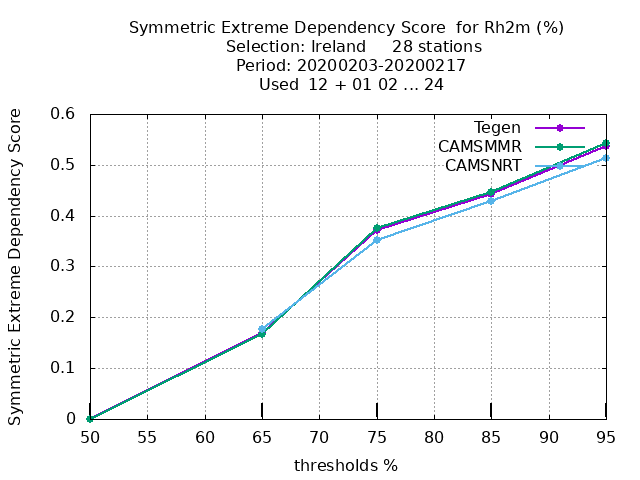 Symmetric Extreme Dependency Score  for Rh2m (%)
Selection: Ireland     28 stations
Period: 20200203-20200217
Used  12 + 01 02 ... 24
Symmetric Extreme Dependency Score
0.6
0.5
0.4
0.3
0.2
0.1
0
Tegen
CAMSMMR
CAMSNRT
50 55 60 65 70 75 80 85 90 95
thresholds %